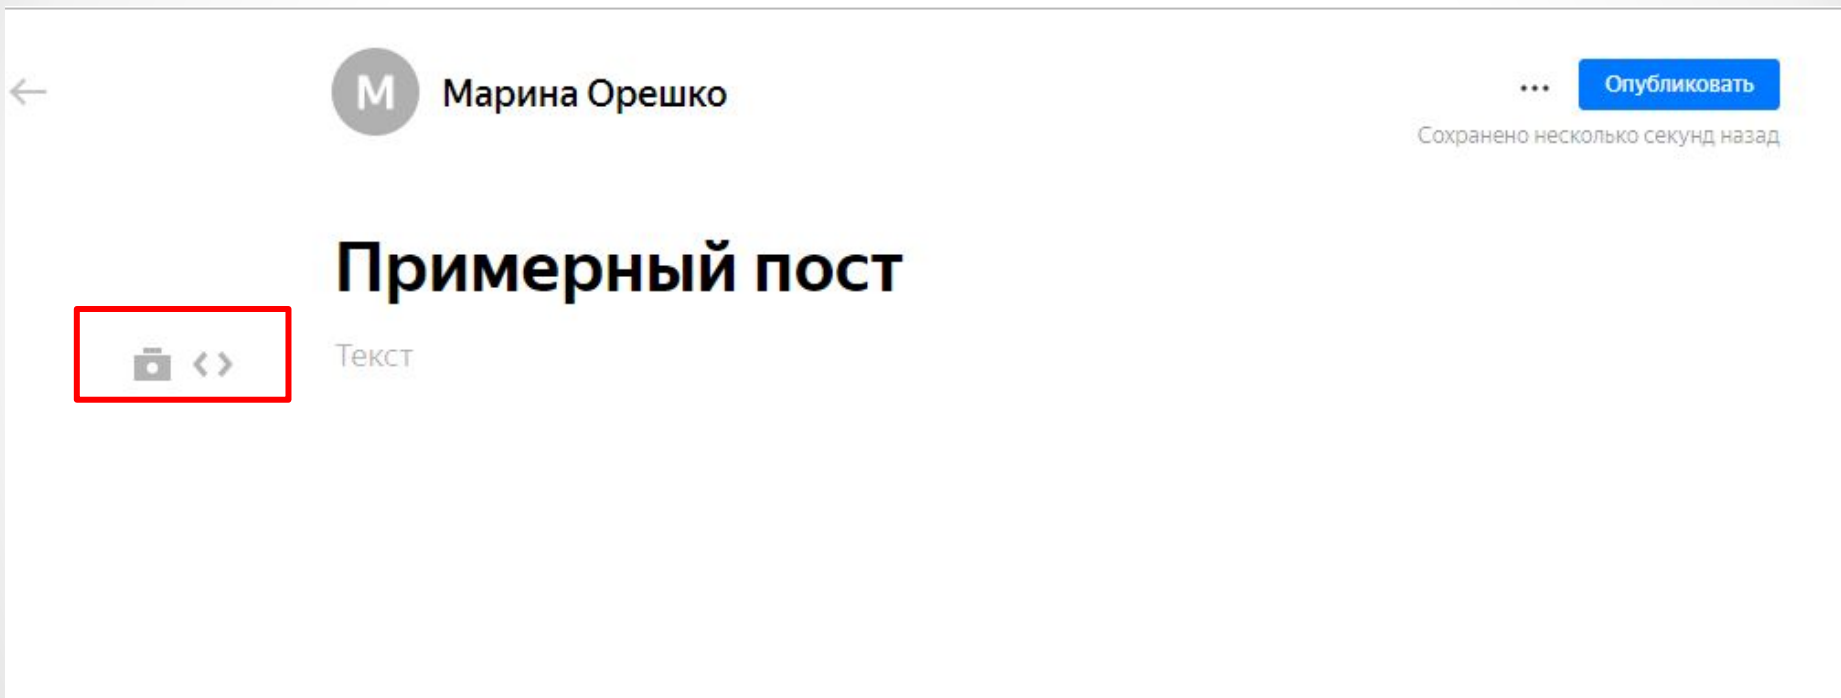 М
Марина Орешко
Опубликовать
Сохранено несколько секунд назад
Примерный пост
Текст